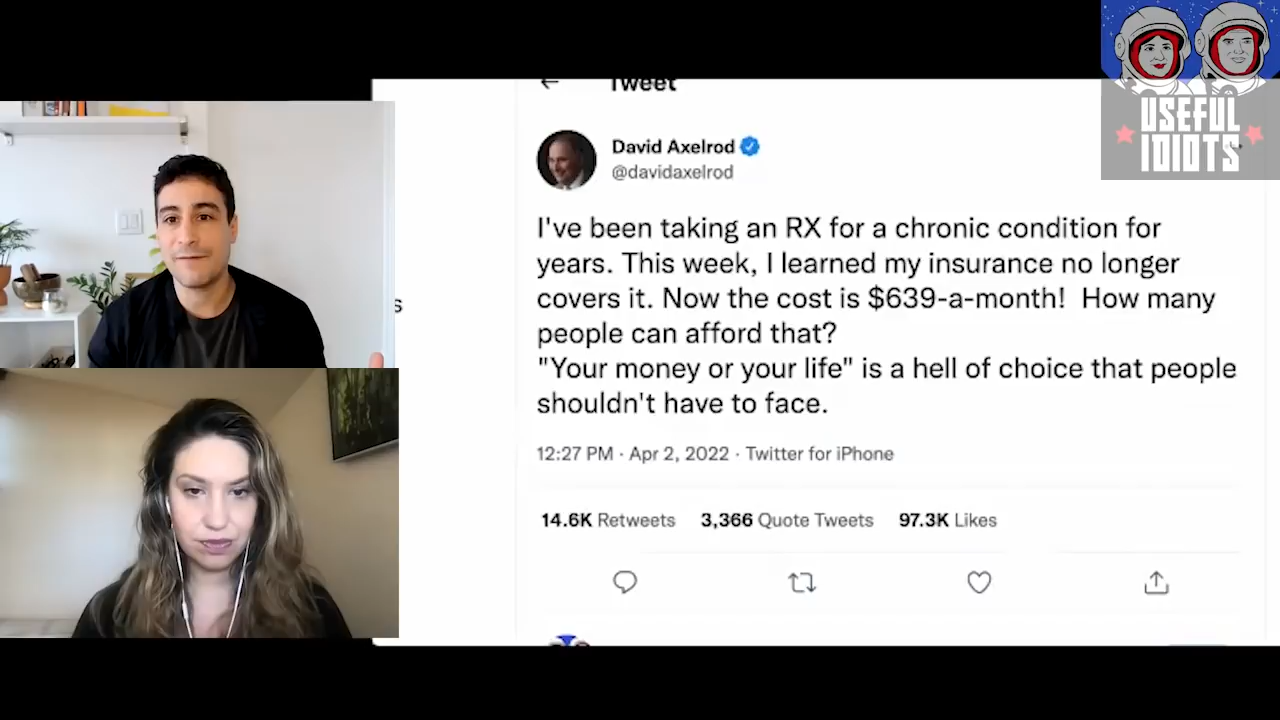 Tweet
David Axelrod
@davidaxelrod
I've been taking an RX for a chronic condition for
years. This week, I learned my insurance no longer
covers it. Now the cost is $639-a-month!  How many
people can afford that?
"Your money or your life" is a hell of choice that people
shouldn't have to face.
12:27 PM · Apr 2, 2022 · Twitter for iPhone
14.6K Retweets 3,366 Quote Tweets 97.3K Likes
USEFUL
IDIOTS
s